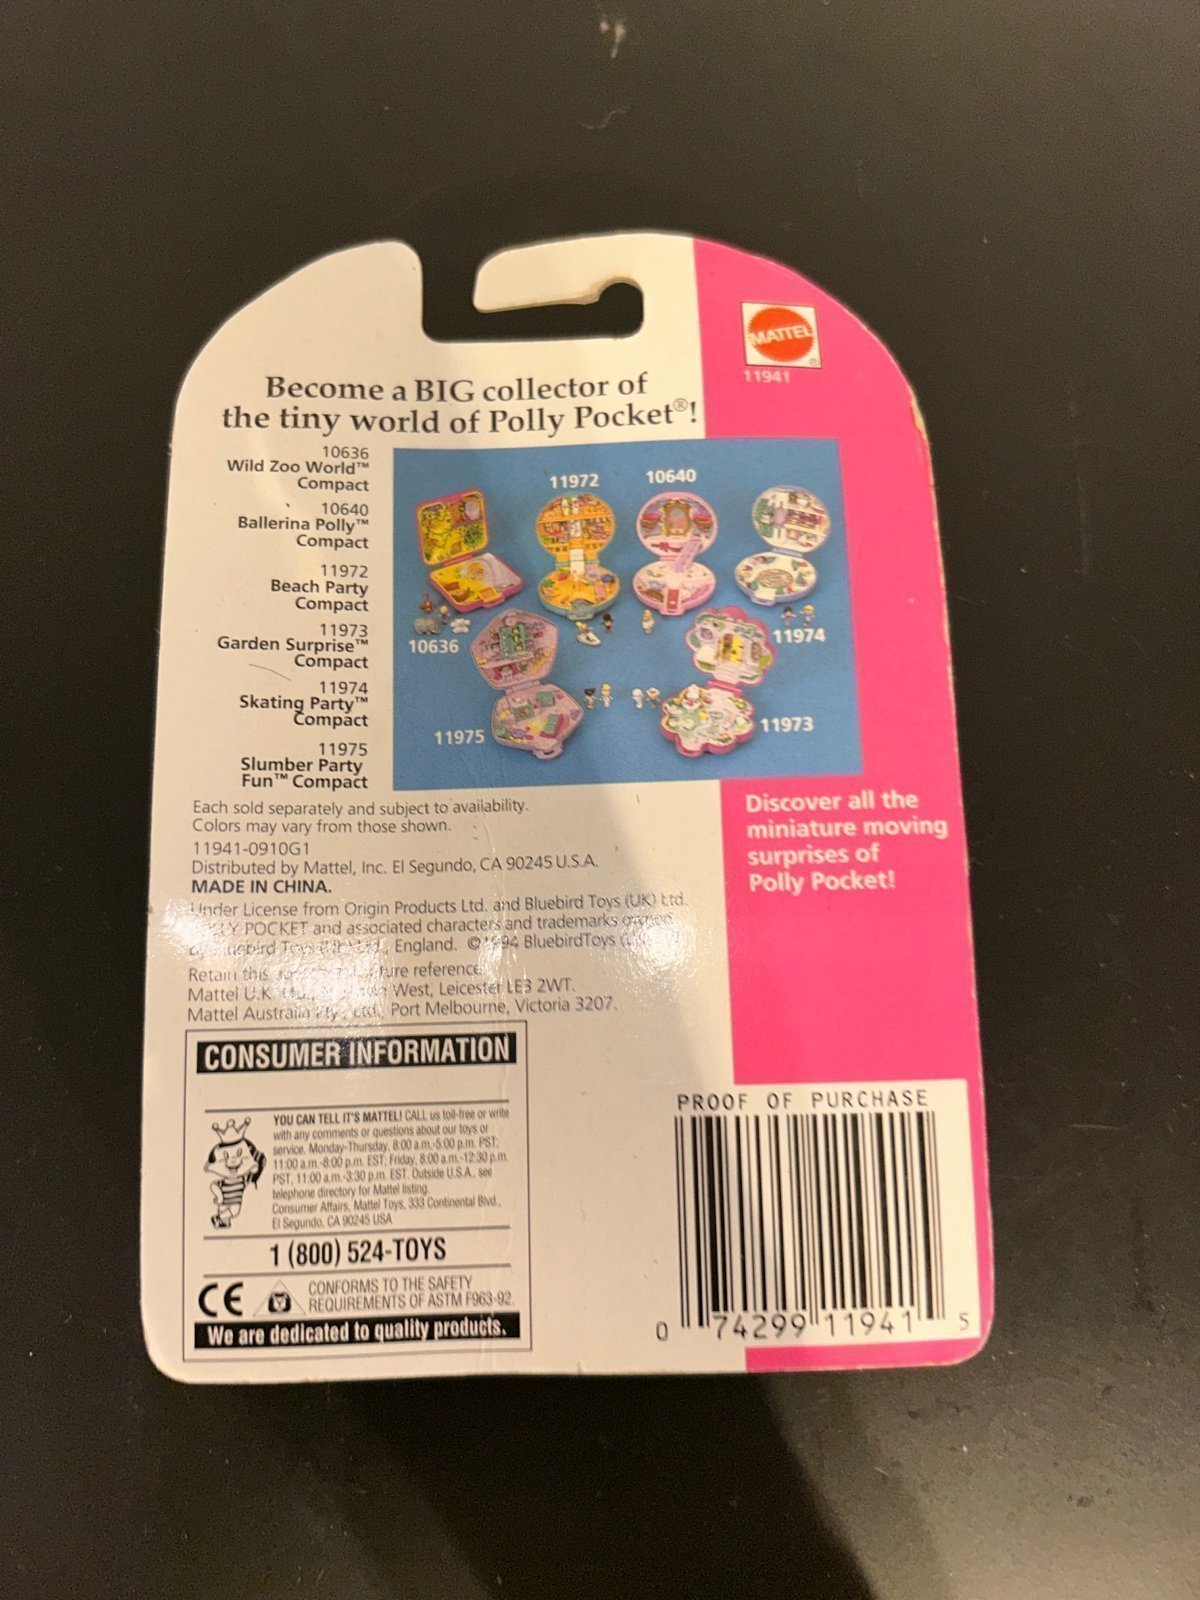 MATTEL
®
11941
Become a BIG collector of
the tiny world of Polly Pocket®!
10636
Wild Zoo World™
Compact
10640
Ballerina Polly™
Compact
11972
Beach Party
Compact
11973
Garden Surprise™
Compact
11974
Skating Party™
Compact
11975
Slumber Party
Fun™ Compact
11972
10640
10636
11974
11975
11973
Each sold separately and subject to availability.
Colors may vary from those shown.
11941-0910G1
Distributed by Mattel, Inc. El Segundo, CA 90245 U.S.A.
MADE IN CHINA.
Under License from Origin Products Ltd. and Bluebird Toys (UK) Ltd.
POCKET and associated characters and trademarks
England. ©1994 Bluebird Toys
Retain this reference
Mattel U.K. West, Leicester LE3 2WT.
Mattel Australia Pty., Ltd., Port Melbourne, Victoria 3207.
Discover all the
miniature moving
surprises of
Polly Pocket!
CONSUMER INFORMATION
YOU CAN TELL IT'S MATTEL! CALL us toll-free or write
with any comments or questions about our toys or
service. Monday-Thursday, 8:00 a.m.-5:00 p.m. PST;
11:00 a.m.-8:00 p.m. EST; Friday, 8:00 a.m.-12:30 p.m.
PST, 11:00 a.m.-3:30 p.m. EST. Outside U.S.A., see
telephone directory for Mattel listing.
Consumer Affairs, Mattel Toys, 333 Continental Blvd.,
El Segundo, CA 90245 USA
1 (800) 524-TOYS
CE
CONFORMS TO THE SAFETY
REQUIREMENTS OF ASTM F963-92.
We are dedicated to quality products.
PROOF OF PURCHASE
0 74299 11941 5